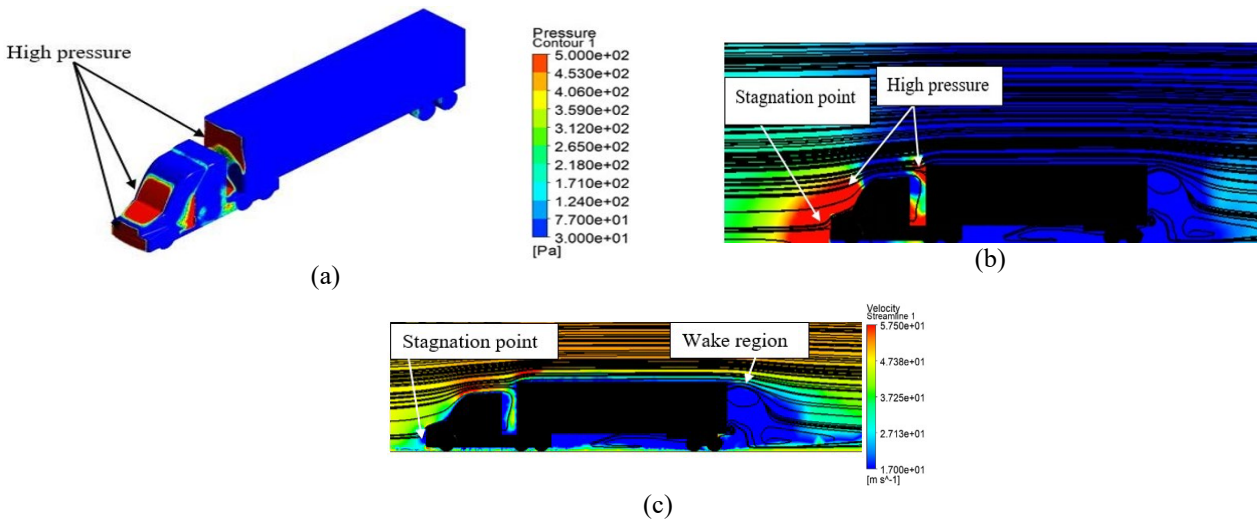 High pressure
Pressure
Contour 1
5.000e+02
4.530e+02
4.060e+02
3.590e+02
3.120e+02
2.650e+02
2.180e+02
1.710e+02
1.240e+02
7.700e+01
3.000e+01
[Pa]
(a)
Stagnation point
High pressure
(b)
Stagnation point
Wake region
Velocity
Streamline 1
5.750e+01
4.738e+01
3.725e+01
2.713e+01
1.700e+01
[m s^-1]
(c)